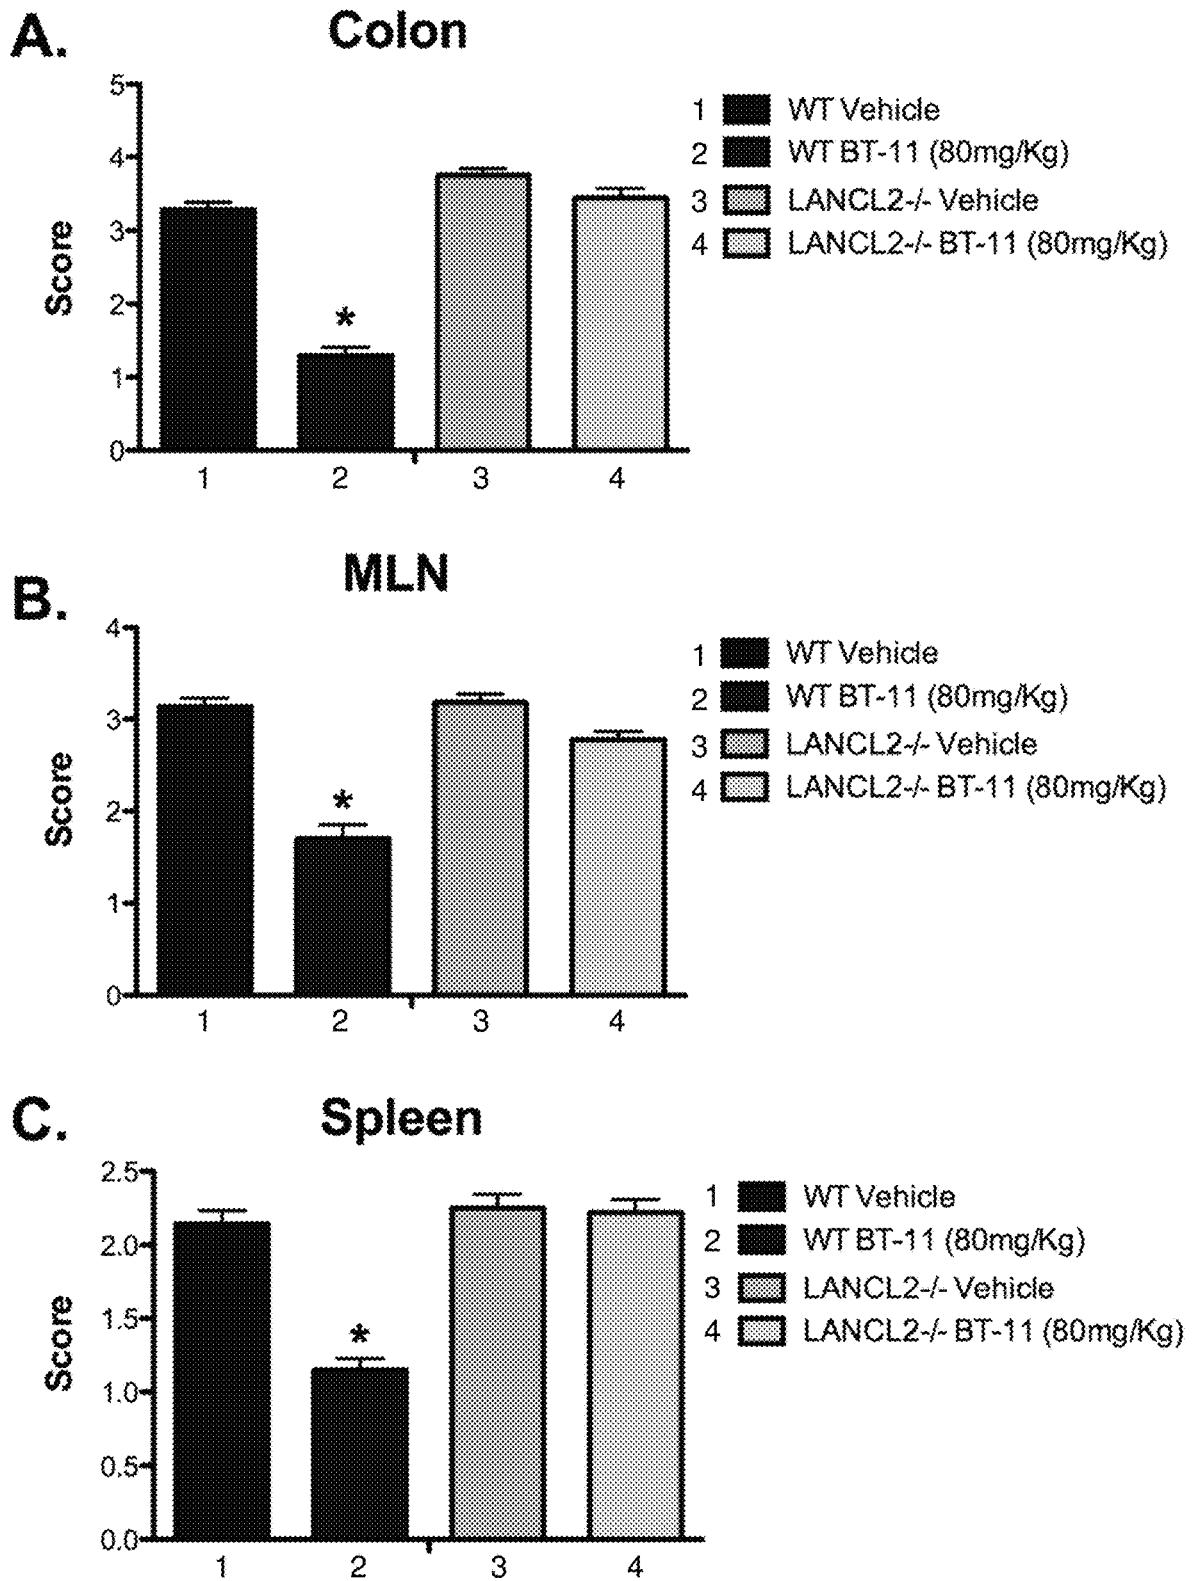 A.
Colon
Score
5
4
3
2
1
0
*
1 2 3 4
1 WT Vehicle
2 WT BT-11 (80mg/Kg)
3 LANCL2-/- Vehicle
4 LANCL2-/- BT-11 (80mg/Kg)
B.
MLN
Score
4
3
2
1
0
*
1 2 3 4
1 WT Vehicle
2 WT BT-11 (80mg/Kg)
3 LANCL2-/- Vehicle
4 LANCL2-/- BT-11 (80mg/Kg)
C.
Spleen
Score
2.5
2.0
1.5
1.0
0.5
0.0
*
1 2 3 4
1 WT Vehicle
2 WT BT-11 (80mg/Kg)
3 LANCL2-/- Vehicle
4 LANCL2-/- BT-11 (80mg/Kg)